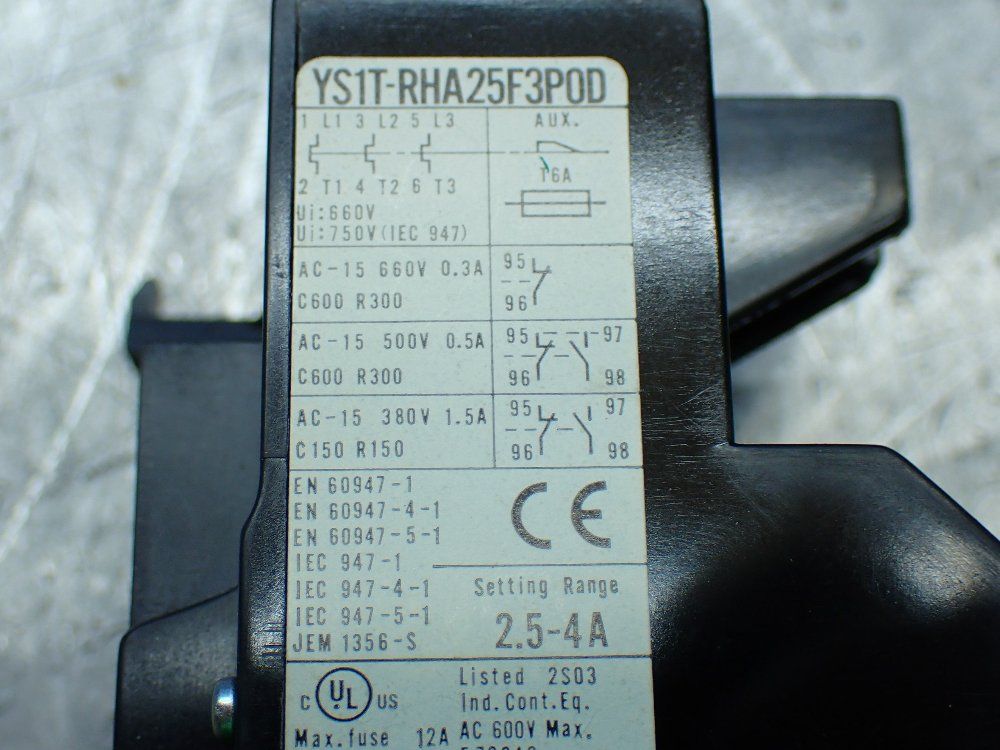 YS1T-RHA25F3P0D
1 L1 3 L2 5 L3
AUX.
T6A
2 T1 4 T2 6 T3
Ui:660V
Ui:750V(IEC 947)
AC-15 660V 0.3A
C600 R300
95
96
AC-15 500V 0.5A
C600 R300
95 97
96 98
AC-15 380V 1.5A
C150 R150
95 97
96 98
EN 60947-1
EN 60947-4-1
EN 60947-5-1
IEC 947-1
IEC 947-4-1
IEC 947-5-1
JEM 1356-S
CE
Setting Range
2.5-4A
c UL US
Listed 2S03
Ind.Cont.Eq.
Max.fuse 12A
AC 600V Max.